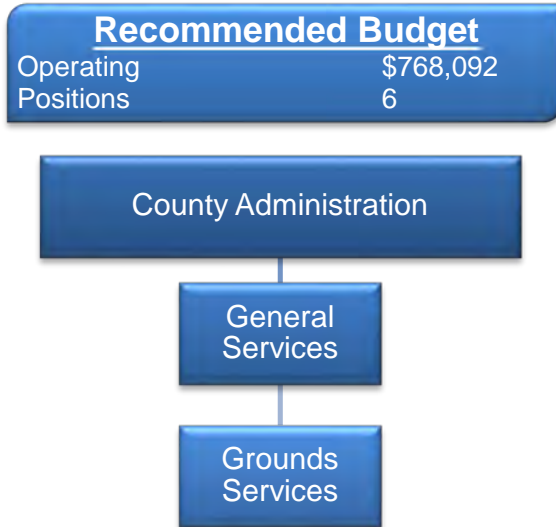 Recommended Budget
Operating $768,092
Positions 6
County Administration
General
Services
Grounds
Services